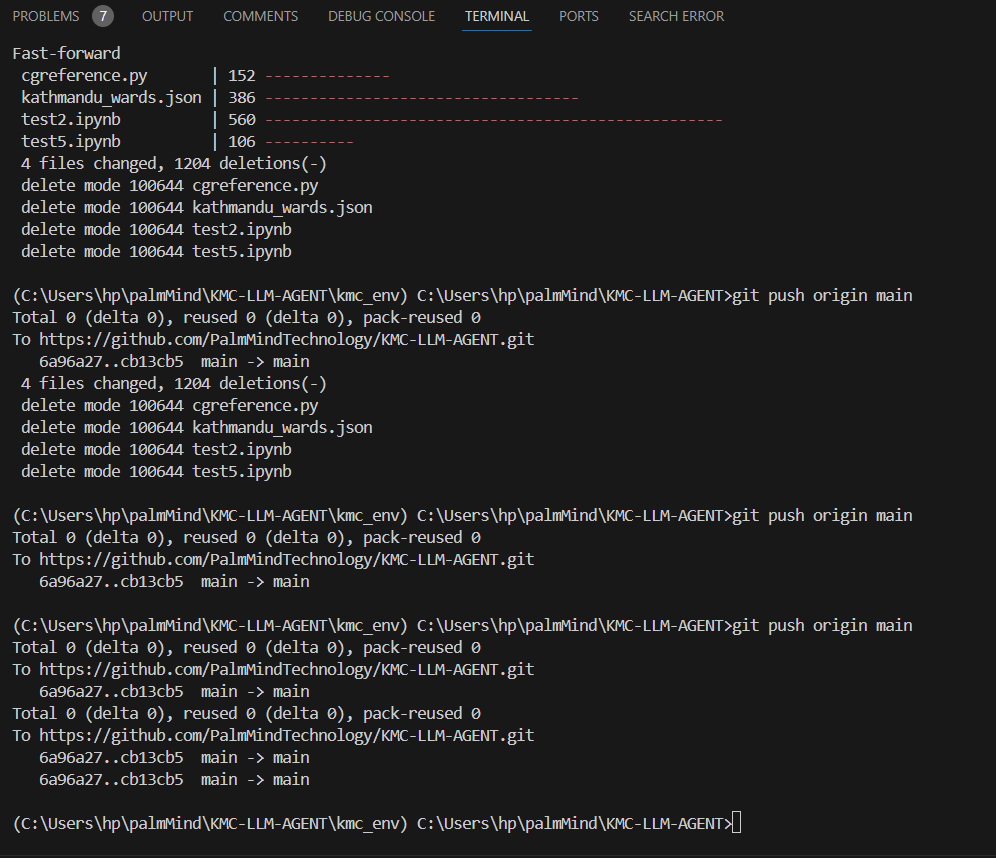 PROBLEMS 7 OUTPUT COMMENTS DEBUG CONSOLE TERMINAL PORTS SEARCH ERROR
Fast-forward
 cgreference.py       | 152 --------------
 kathmandu_wards.json | 386 -----------------------------------
 test2.ipynb          | 560 ---------------------------------------------------
 test5.ipynb          | 106 ----------
 4 files changed, 1204 deletions(-)
 delete mode 100644 cgreference.py
 delete mode 100644 kathmandu_wards.json
 delete mode 100644 test2.ipynb
 delete mode 100644 test5.ipynb
(C:\Users\hp\palmMind\KMC-LLM-AGENT\kmc_env) C:\Users\hp\palmMind\KMC-LLM-AGENT>git push origin main
Total 0 (delta 0), reused 0 (delta 0), pack-reused 0
To https://github.com/PalmMindTechnology/KMC-LLM-AGENT.git
   6a96a27..cb13cb5  main -> main
 4 files changed, 1204 deletions(-)
 delete mode 100644 cgreference.py
 delete mode 100644 kathmandu_wards.json
 delete mode 100644 test2.ipynb
 delete mode 100644 test5.ipynb
(C:\Users\hp\palmMind\KMC-LLM-AGENT\kmc_env) C:\Users\hp\palmMind\KMC-LLM-AGENT>git push origin main
Total 0 (delta 0), reused 0 (delta 0), pack-reused 0
To https://github.com/PalmMindTechnology/KMC-LLM-AGENT.git
   6a96a27..cb13cb5  main -> main
(C:\Users\hp\palmMind\KMC-LLM-AGENT\kmc_env) C:\Users\hp\palmMind\KMC-LLM-AGENT>git push origin main
Total 0 (delta 0), reused 0 (delta 0), pack-reused 0
To https://github.com/PalmMindTechnology/KMC-LLM-AGENT.git
   6a96a27..cb13cb5  main -> main
Total 0 (delta 0), reused 0 (delta 0), pack-reused 0
To https://github.com/PalmMindTechnology/KMC-LLM-AGENT.git
   6a96a27..cb13cb5  main -> main
   6a96a27..cb13cb5  main -> main
(C:\Users\hp\palmMind\KMC-LLM-AGENT\kmc_env) C:\Users\hp\palmMind\KMC-LLM-AGENT>